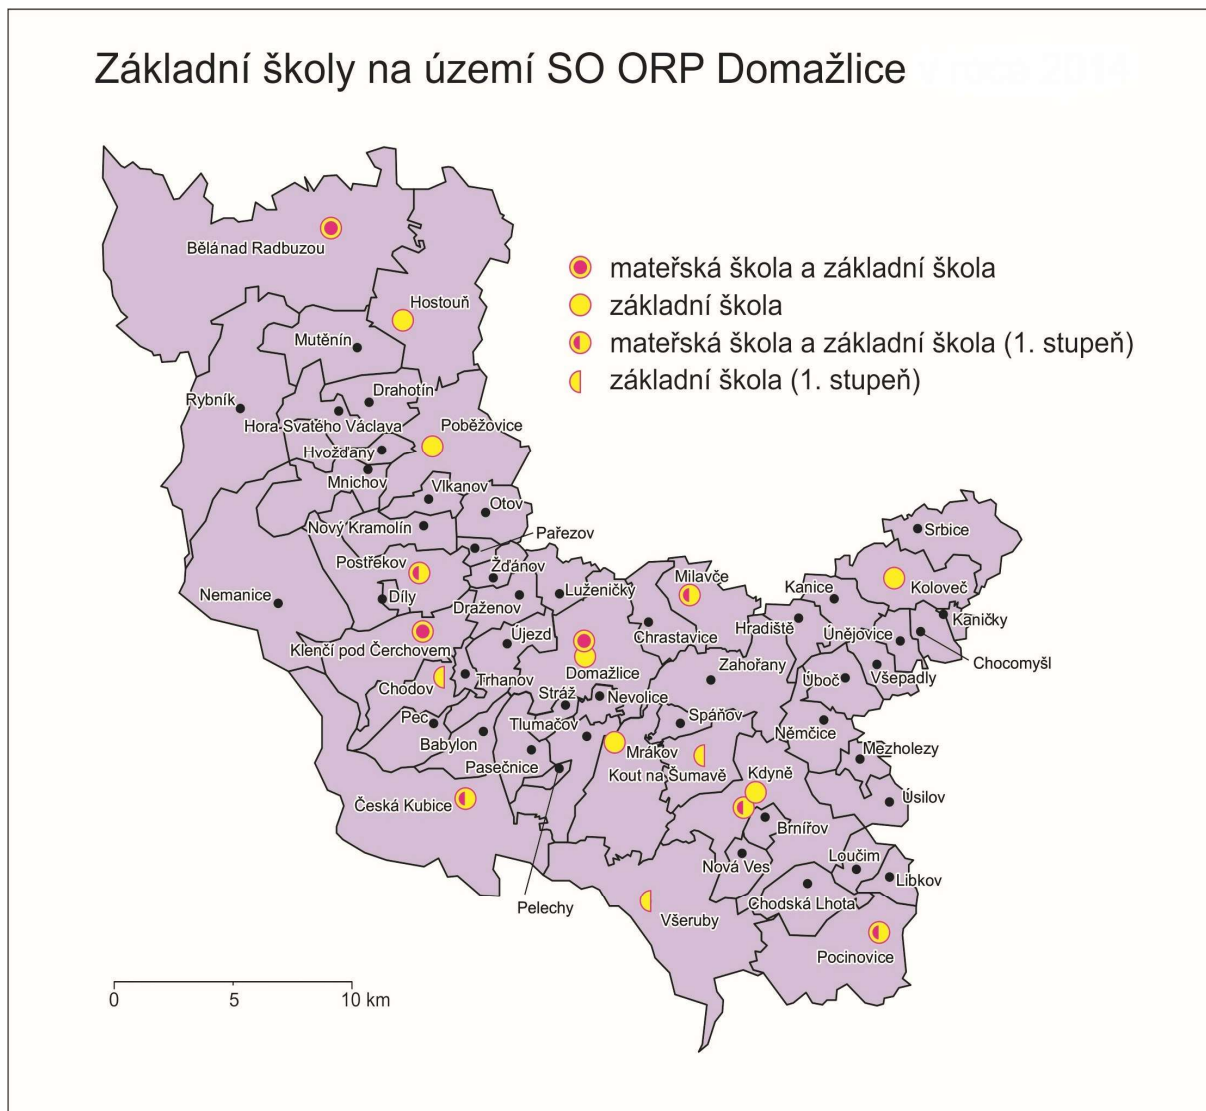 Základní školy na území SO ORP Domažlice
Bělá nad Radbuzou
mateřská škola a základní škola
Hostouň
základní škola
Mutěnín
mateřská škola a základní škola (1. stupeň)
základní škola (1. stupeň)
Drahotín
Rybník
Hora Svatého Václava
Poběžovice
Hvožďany
Mnichov
Vlkanov
Otov
Nový Kramolín
Pařezov
Srbice
Postřekov
Žďánov
Milavče
Kanice
Koloveč
Nemanice
Díly
Draženov
Luženičky
Kaničky
Hradiště
Únějovice
Klenčí pod Čerchovem
Újezd
Chrastavice
Chocomyšl
Zahořany
Domažlice
Všepadly
Úboč
Chodov
Trhanov
Stráž
Nevolice
Pec
Tlumačov
Spáňov
Němčice
Babylon
Mrákov
Mezholezy
Pasečnice
Kout na Šumavě
Kdyně
Česká Kubice
Úsilov
Brnířov
Loučim
Nová Ves
Libkov
Pelechy
Chodská Lhota
Všeruby
Pocinovice
0 5 10 km